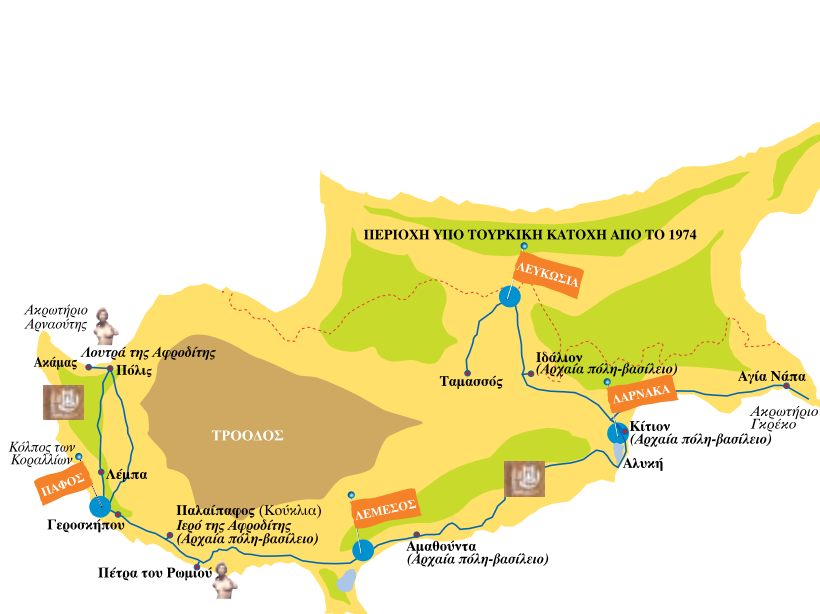 ΠΕΡΙΟΧΗ ΥΠΟ ΤΟΥΡΚΙΚΗ ΚΑΤΟΧΗ ΑΠΟ ΤΟ 1974
ΛΕΥΚΩΣΙΑ
Ακρωτήριο
Αρναούτης
Λουτρά της Αφροδίτης
Ακάμας
Πόλις
Ιδάλιον
(Αρχαία πόλη-βασίλειο)
Ταμασσός
ΛΑΡΝΑΚΑ
Αγία Νάπα
Ακρωτήριο
Γκρέκο
Κίτιον
(Αρχαία πόλη-βασίλειο)
Αλυκή
ΤΡΟΟΔΟΣ
Κόλπος των
Κοραλλίων
Λέμπα
ΠΑΦΟΣ
Γεροσκήπου
Παλαίπαφος (Κούκλια)
Ιερό της Αφροδίτης
(Αρχαία πόλη-βασίλειο)
ΛΕΜΕΣΟΣ
Αμαθούντα
(Αρχαία πόλη-βασίλειο)
Πέτρα του Ρωμιού